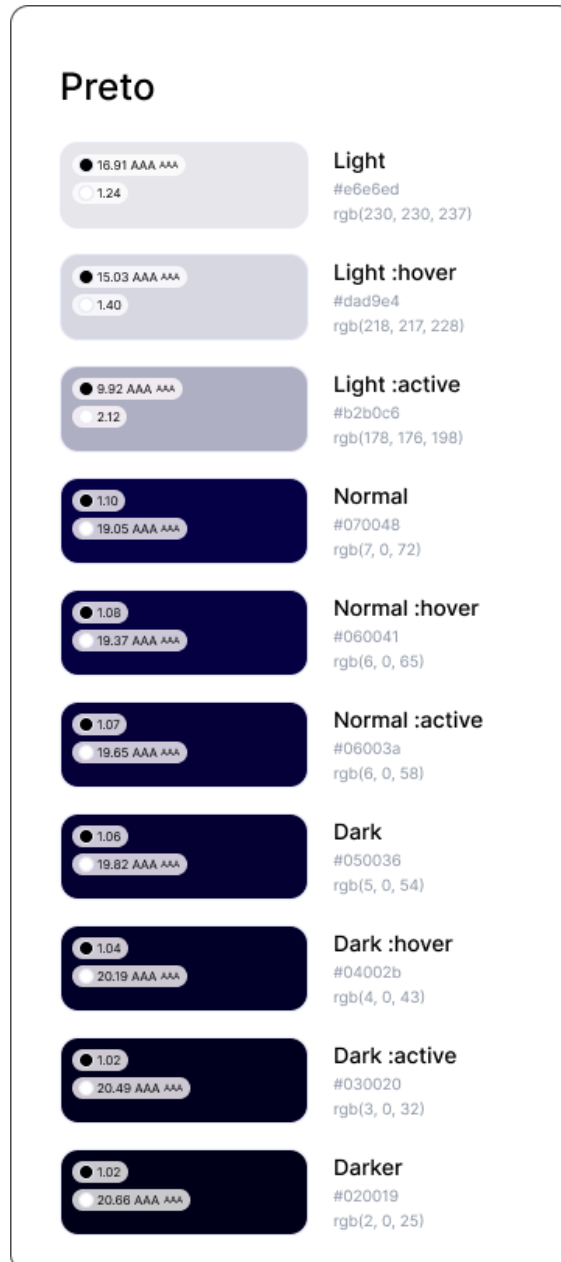 Preto
16.91 AAA AAA
1.24
Light
#e6e6ed
rgb(230, 230, 237)
15.03 AAA AAA
1.40
Light :hover
#dad9e4
rgb(218, 217, 228)
9.92 AAA AAA
2.12
Light :active
#b2b0c6
rgb(178, 176, 198)
1.10
19.05 AAA AAA
Normal
#070048
rgb(7, 0, 72)
1.08
19.37 AAA AAA
Normal :hover
#060041
rgb(6, 0, 65)
1.07
19.65 AAA AAA
Normal :active
#06003a
rgb(6, 0, 58)
1.06
19.82 AAA AAA
Dark
#050036
rgb(5, 0, 54)
1.04
20.19 AAA AAA
Dark :hover
#04002b
rgb(4, 0, 43)
1.02
20.49 AAA AAA
Dark :active
#030020
rgb(3, 0, 32)
1.02
20.66 AAA AAA
Darker
#020019
rgb(2, 0, 25)